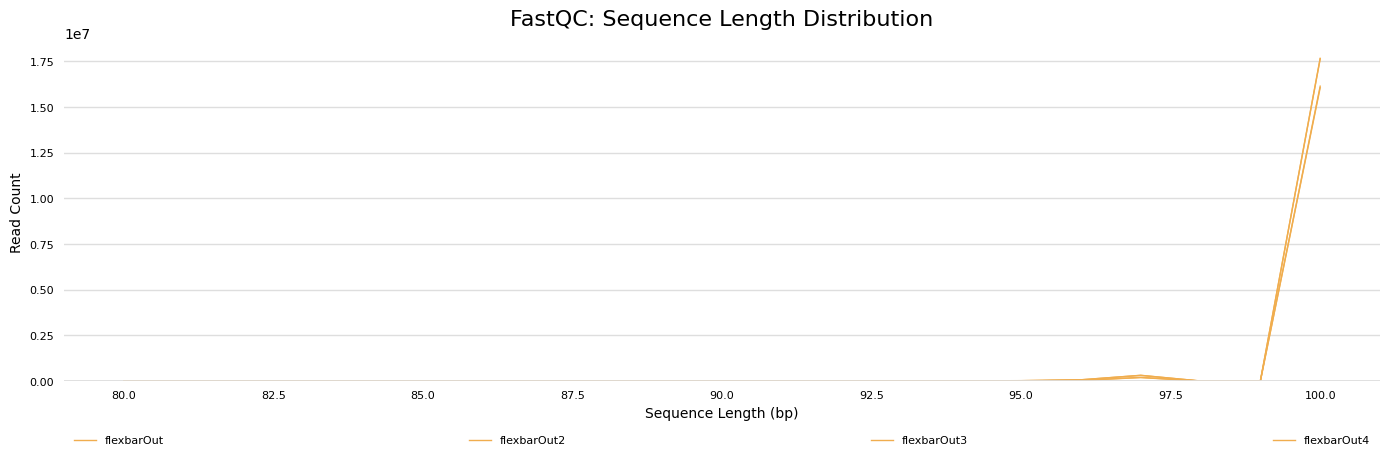 FastQC: Sequence Length Distribution
1e7
1.75
1.50
1.25
1.00
0.75
0.50
0.25
0.00
Read Count
80.0 82.5 85.0 87.5 90.0 92.5 95.0 97.5 100.0
Sequence Length (bp)
flexbarOut flexbarOut2 flexbarOut3 flexbarOut4